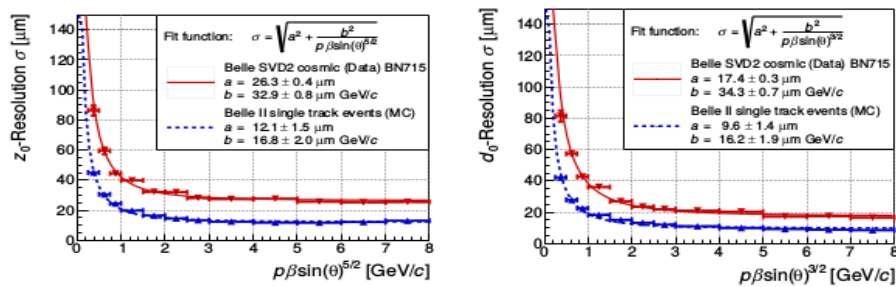 z₀-Resolution σ [μm]
140
120
100
80
60
40
20
0
Fit function: σ = √(a² + b² / (p β sin(θ)^5/2))
Belle SVD2 cosmic (Data) BN715
a = 26.3 ± 0.4 μm
b = 32.9 ± 0.8 μm GeV/c
Belle II single track events (MC)
a = 12.1 ± 1.5 μm
b = 16.8 ± 2.0 μm GeV/c
0 1 2 3 4 5 6 7 8
pβsin(θ)^5/2 [GeV/c]
d₀-Resolution σ [μm]
140
120
100
80
60
40
20
0
Fit function: σ = √(a² + b² / (p β sin(θ)^3/2))
Belle SVD2 cosmic (Data) BN715
a = 17.4 ± 0.3 μm
b = 34.3 ± 0.7 μm GeV/c
Belle II single track events (MC)
a = 9.6 ± 1.4 μm
b = 16.2 ± 1.9 μm GeV/c
0 1 2 3 4 5 6 7 8
pβsin(θ)^3/2 [GeV/c]